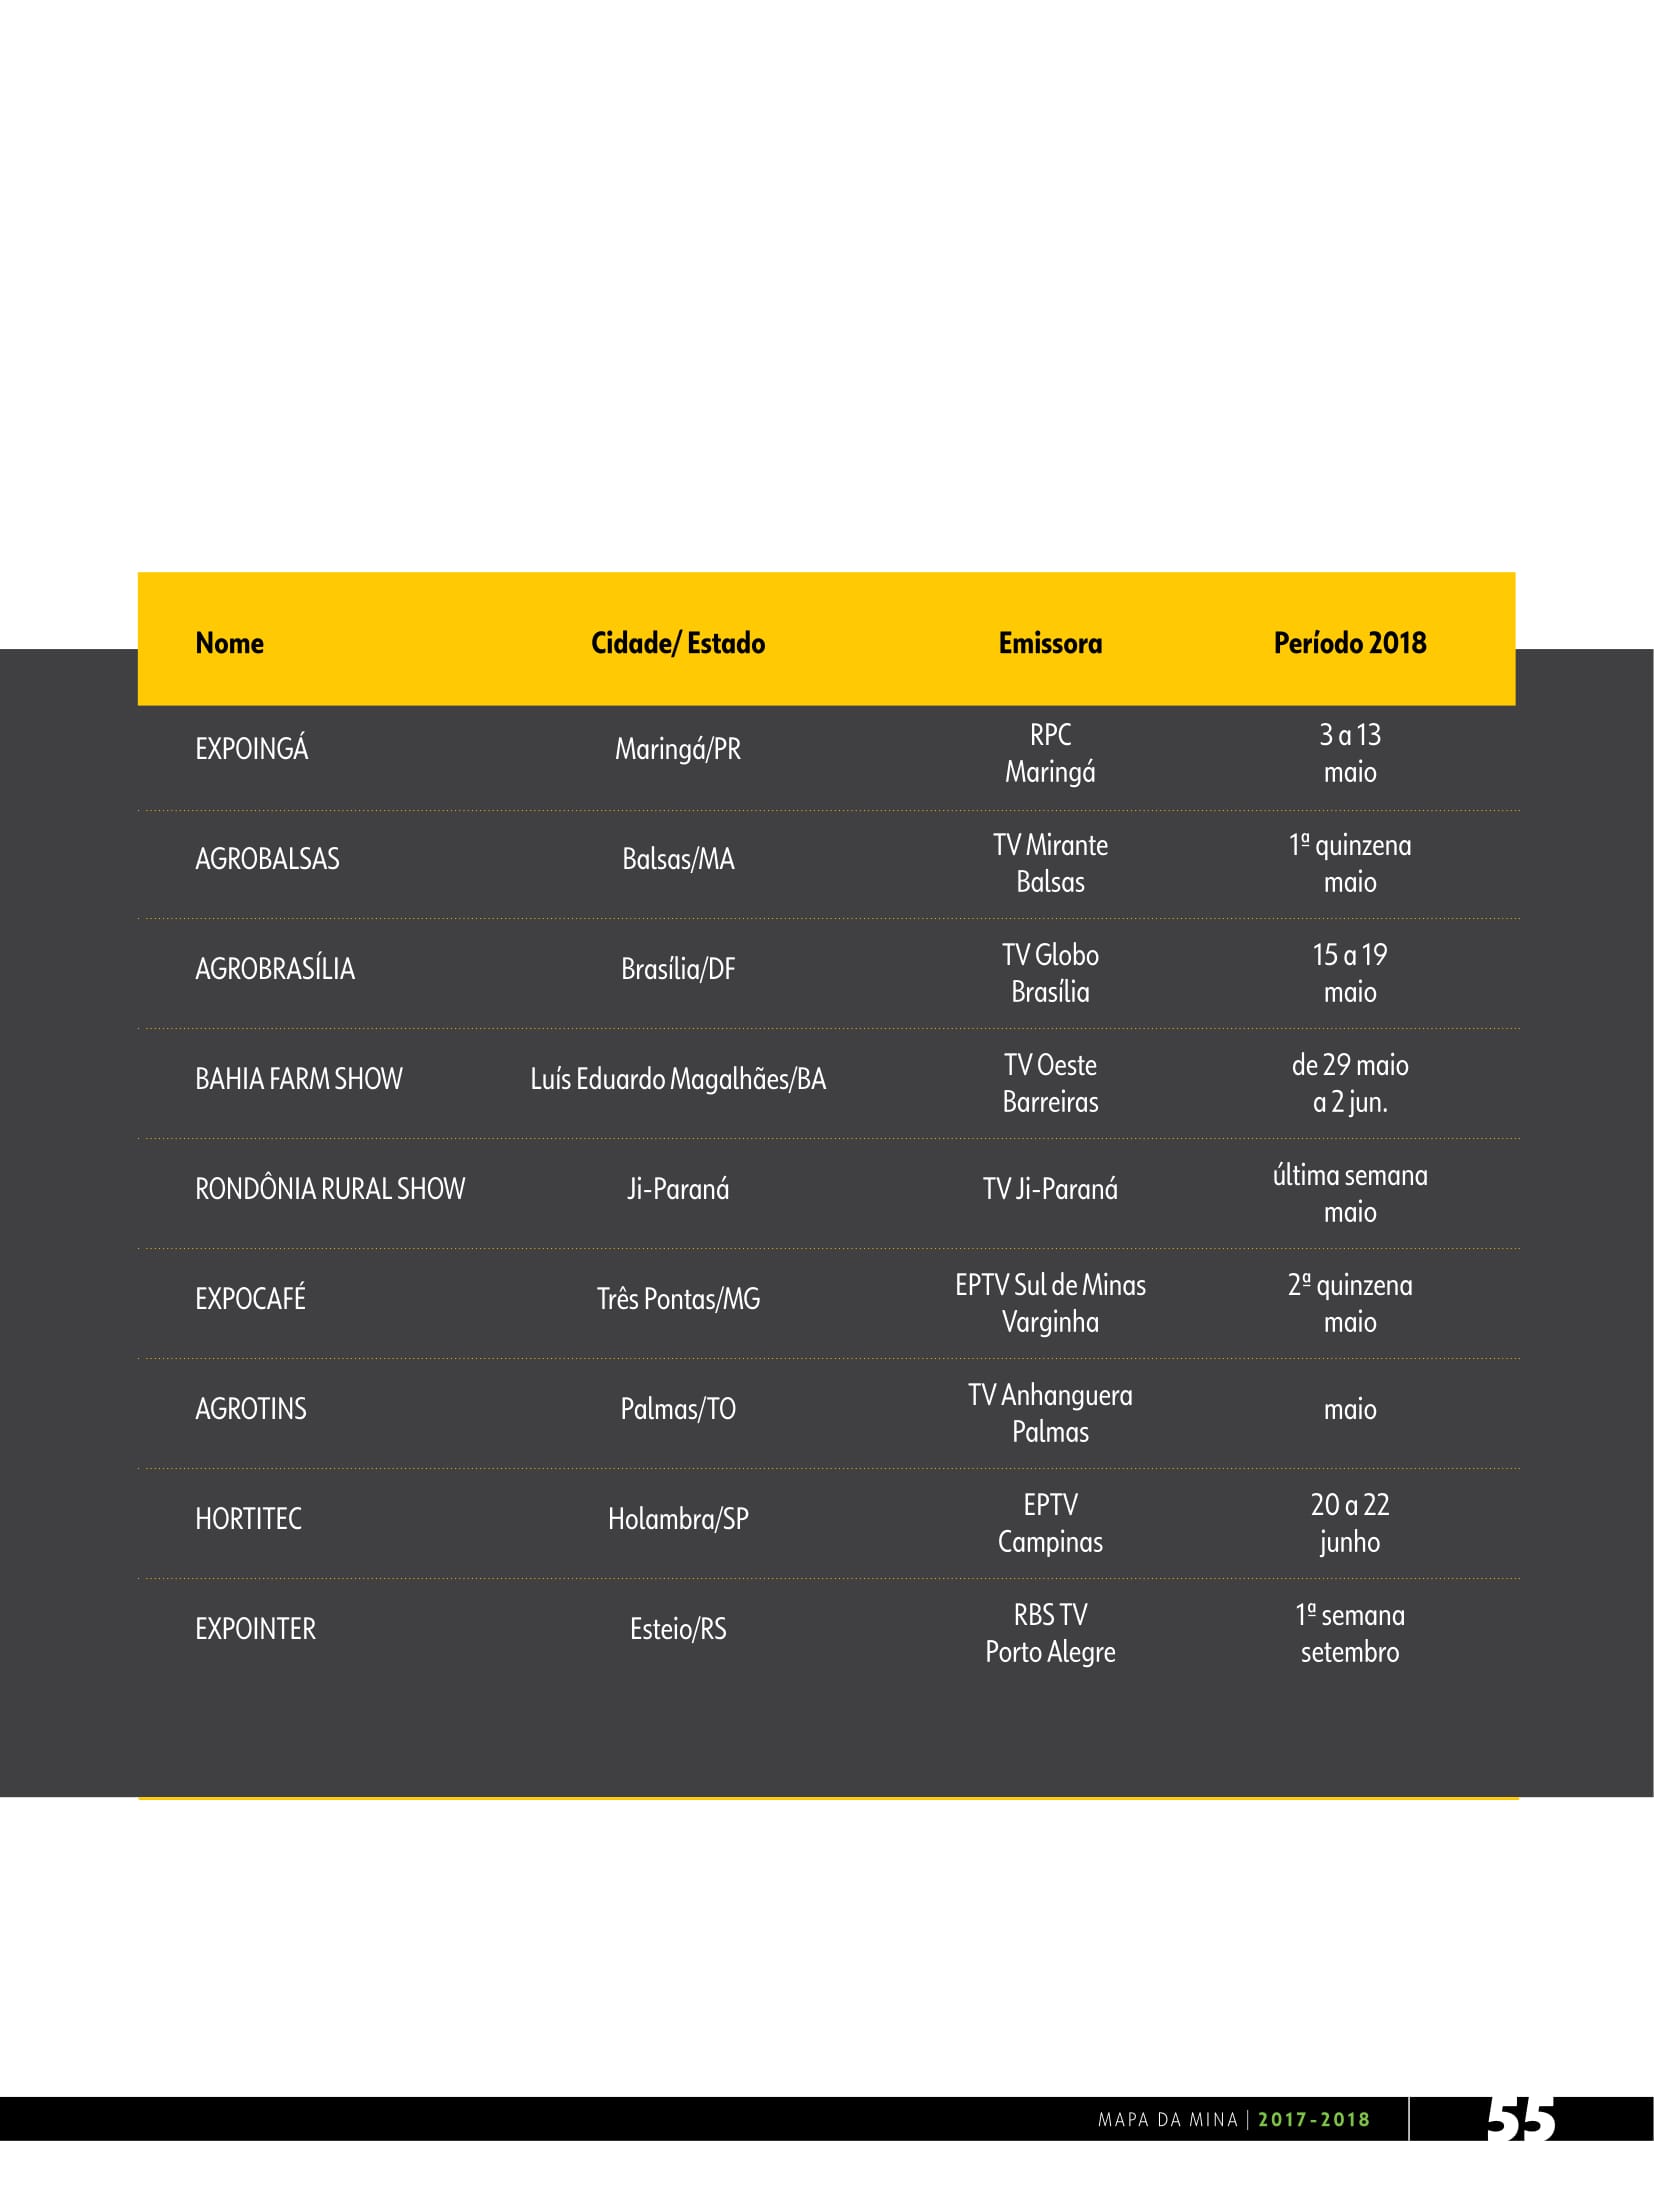 Nome Cidade/ Estado Emissora Período 2018
EXPOINGÁ Maringá/PR RPC Maringá 3 a 13 maio
AGROBALSAS Balsas/MA TV Mirante Balsas 1ª quinzena maio
AGROBRASÍLIA Brasília/DF TV Globo Brasília 15 a 19 maio
BAHIA FARM SHOW Luís Eduardo Magalhães/BA TV Oeste Barreiras de 29 maio a 2 jun.
RONDÔNIA RURAL SHOW Ji-Paraná TV Ji-Paraná última semana maio
EXPOCAFÉ Três Pontas/MG EPTV Sul de Minas Varginha 2ª quinzena maio
AGROTINS Palmas/TO TV Anhanguera Palmas maio
HORTITEC Holambra/SP EPTV Campinas 20 a 22 junho
EXPOINTER Esteio/RS RBS TV Porto Alegre 1ª semana setembro
MAPA DA MINA | 2017-2018 55